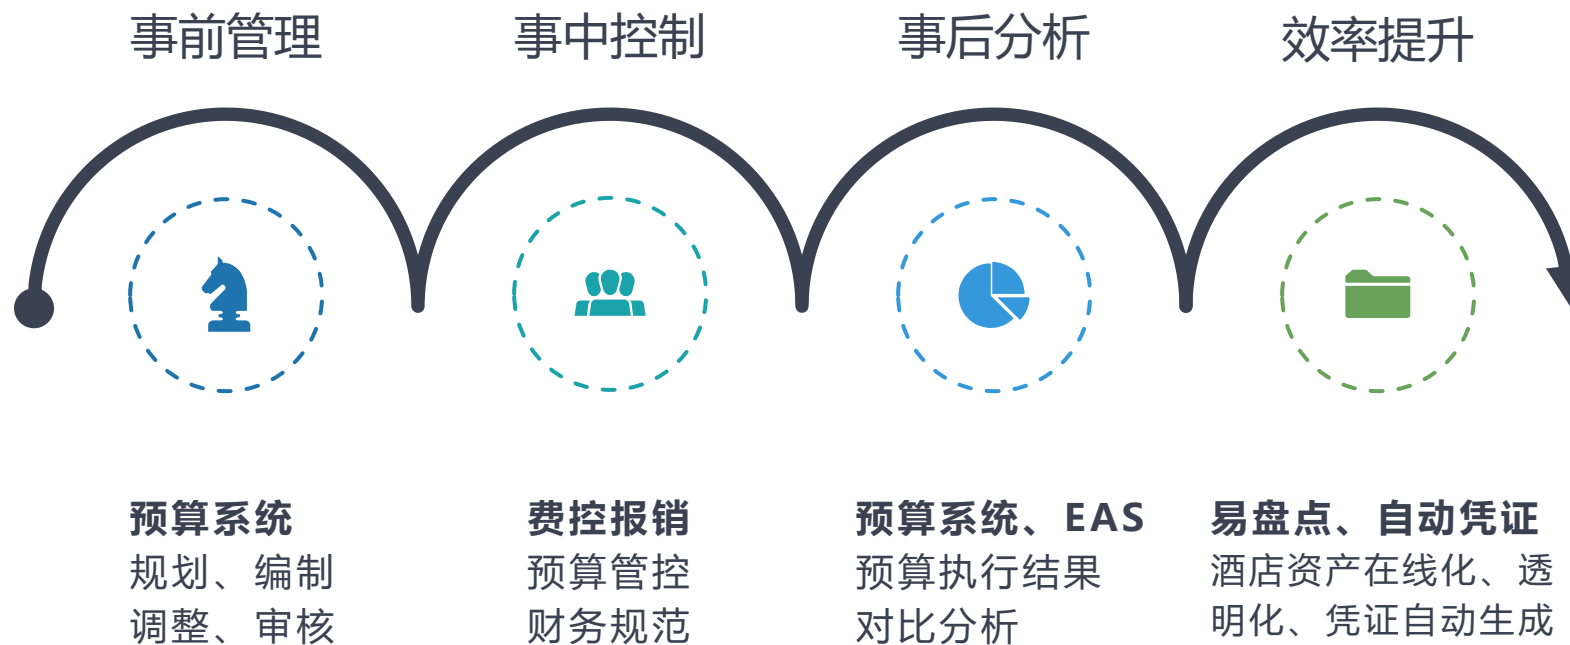 事前管理
事中控制
事后分析
效率提升
预算系统
规划、编制
调整、审核
费控报销
预算管控
财务规范
预算系统、EAS
预算执行结果
对比分析
易盘点、自动凭证
酒店资产在线化、透
明化、凭证自动生成